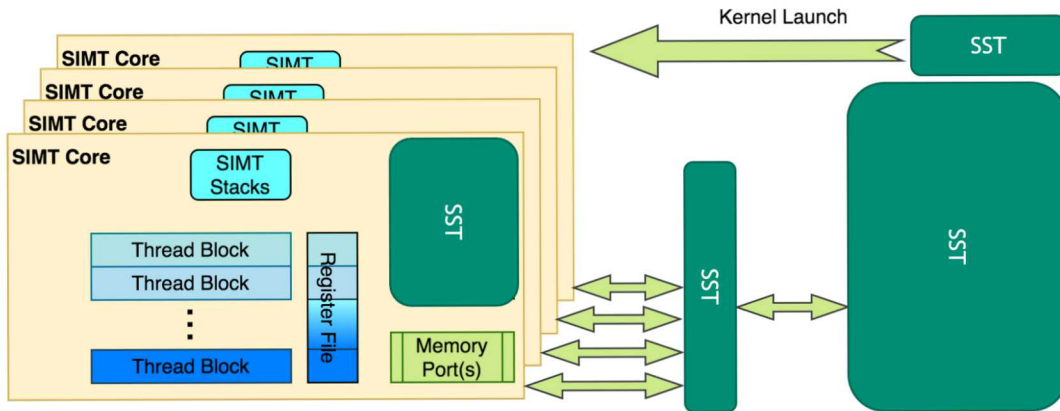 Kernel Launch
SST
SIMT Core
SIMT
SIMT Core
SIMT
SIMT Core
SIMT
SIMT Core
SIMT
Stacks
SST
SST
SST
Thread Block
Thread Block
Thread Block
Register File
Memory
Port(s)